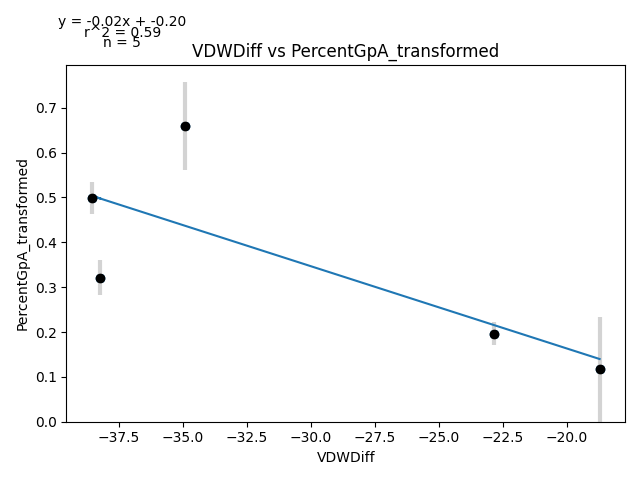 y = -0.02x + -0.20
r^2 = 0.59
n = 5
VDWDiff vs PercentGpA_transformed
PercentGpA_transformed
0.7
0.6
0.5
0.4
0.3
0.2
0.1
0.0
−37.5 −35.0 −32.5 −30.0 −27.5 −25.0 −22.5 −20.0
VDWDiff